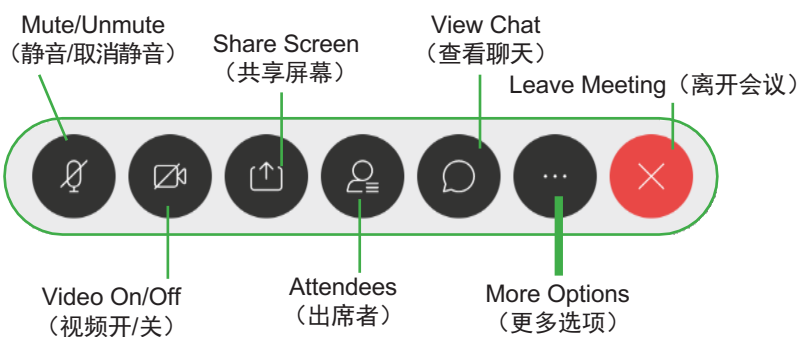 Mute/Unmute
（静音/取消静音）
Share Screen
（共享屏幕）
View Chat
（查看聊天）
Leave Meeting（离开会议）
Video On/Off
（视频开/关）
Attendees
（出席者）
More Options
（更多选项）